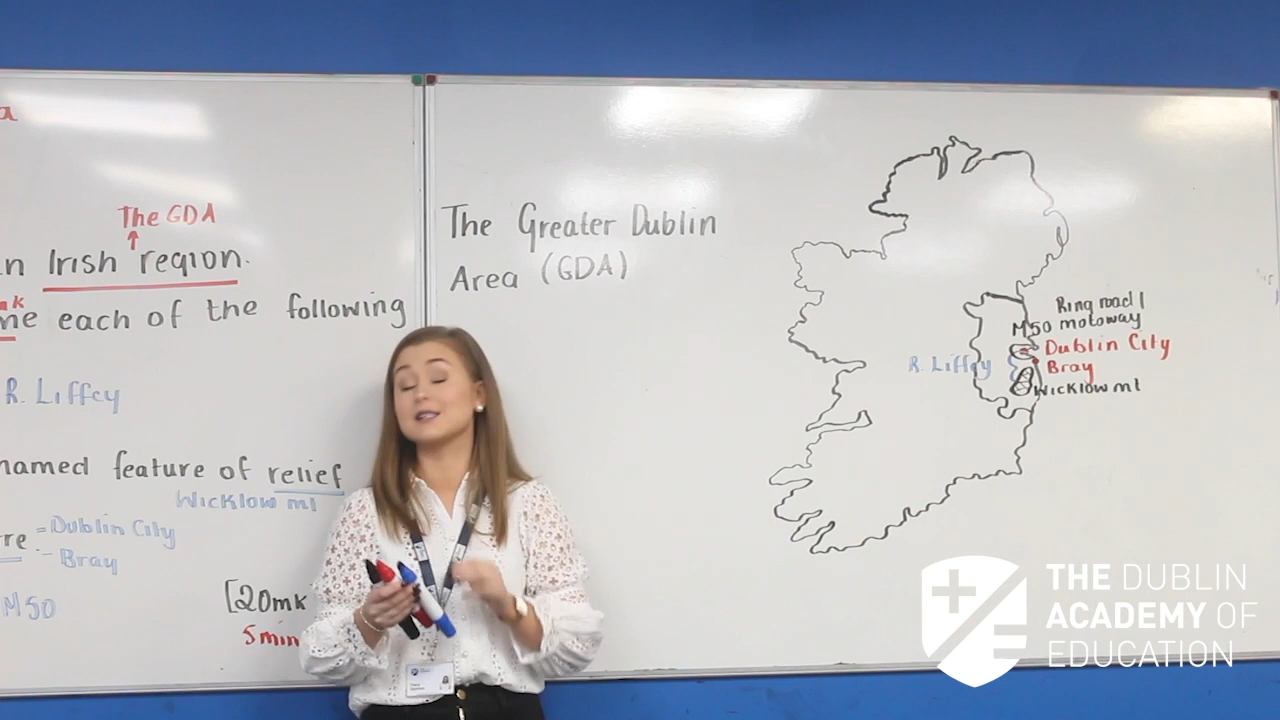 a
The GDA
n Irish region.
mk
me each of the following
R. Liffey
named feature of relief
Wicklow mt
re = Dublin City
- Bray
M50
[20mk
5min
The Greater Dublin
Area (GDA)
Ring road /
M50 motoway
Dublin City
R. Liffey
Bray
Wicklow mt
THE DUBLIN
ACADEMY OF
EDUCATION